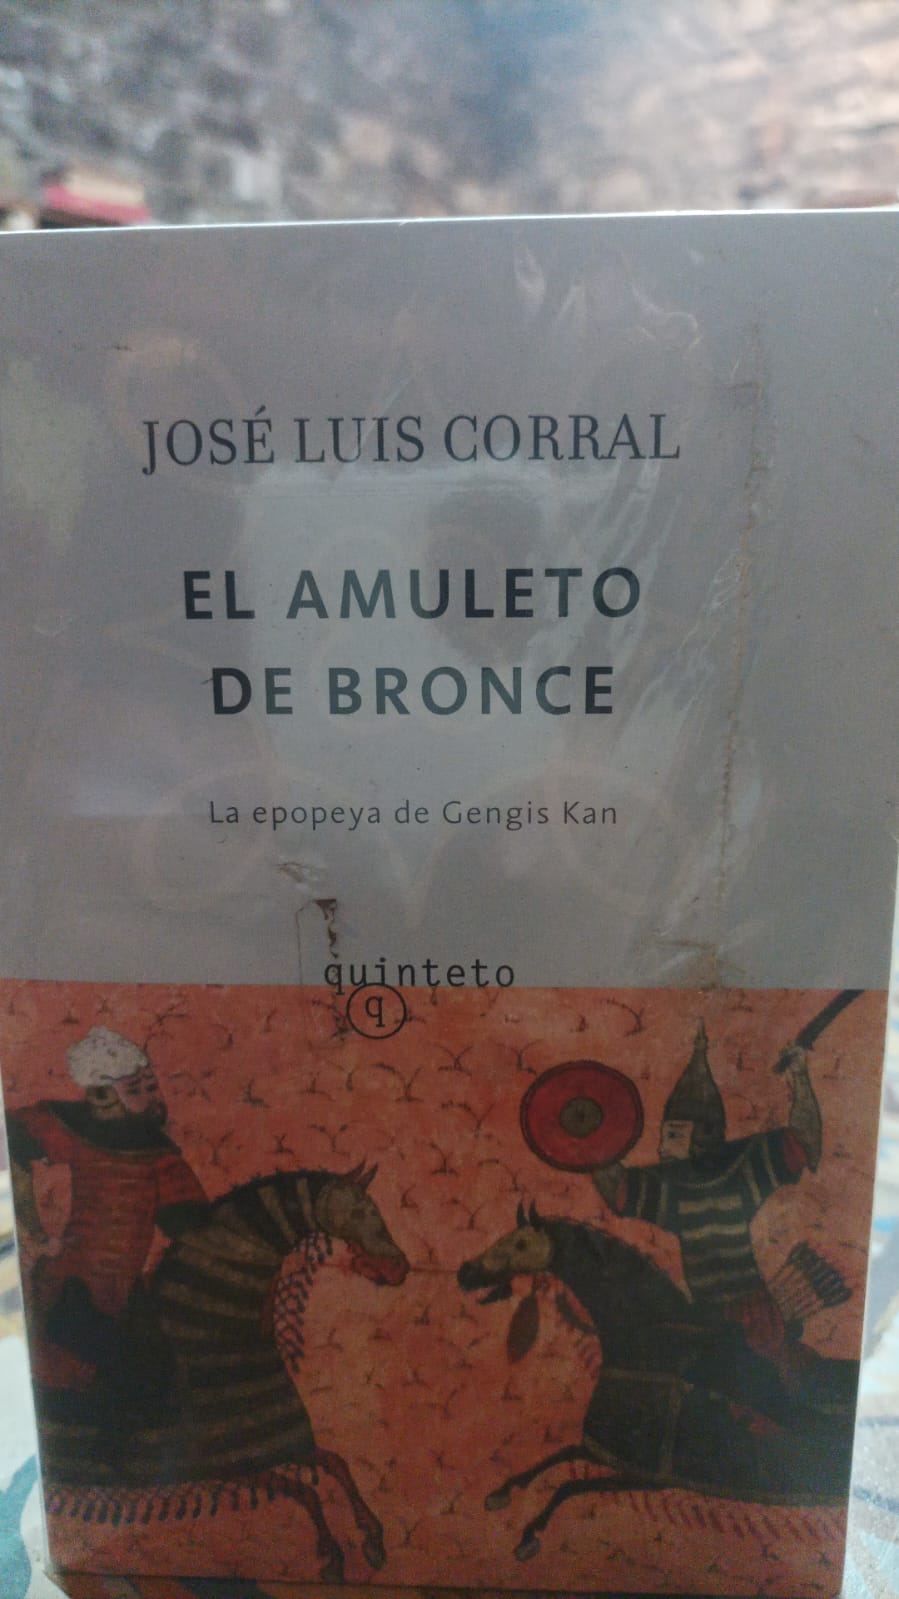 JOSÉ LUIS CORRAL
EL AMULETO
DE BRONCE
La epopeya de Gengis Kan
quinteto
q